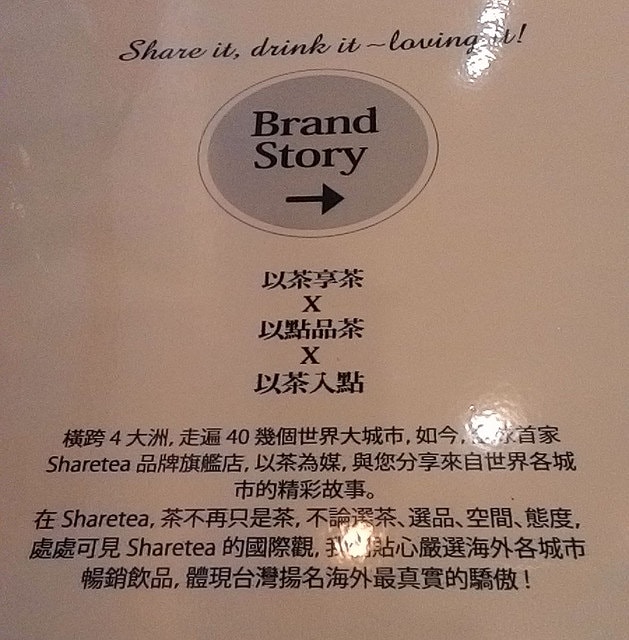 Share it, drink it ~ loving it!
Brand
Story
以茶享茶
X
以點品茶
X
以茶入點
橫跨 4 大洲, 走遍 40 幾個世界大城市, 如今, 首家
Sharetea 品牌旗艦店, 以茶為媒, 與您分享來自世界各城
市的精彩故事。
在 Sharetea, 茶不再只是茶, 不論選茶、選品、空間、態度,
處處可見 Sharetea 的國際觀, 貼心嚴選海外各城市
暢銷飲品, 體現台灣揚名海外最真實的驕傲!